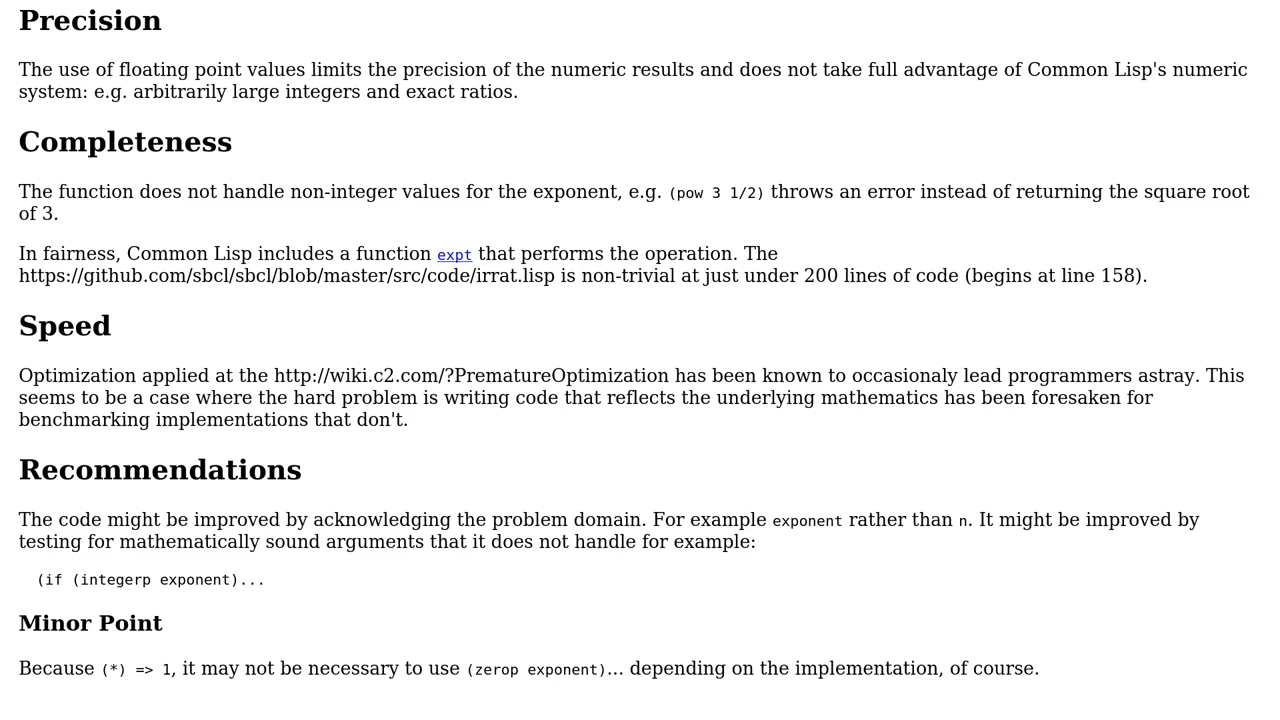 Precision
The use of floating point values limits the precision of the numeric results and does not take full advantage of Common Lisp's numeric
system: e.g. arbitrarily large integers and exact ratios.
Completeness
The function does not handle non-integer values for the exponent, e.g. (pow 3 1/2) throws an error instead of returning the square root
of 3.
In fairness, Common Lisp includes a function expt that performs the operation. The
https://github.com/sbcl/sbcl/blob/master/src/code/irrat.lisp is non-trivial at just under 200 lines of code (begins at line 158).
Speed
Optimization applied at the http://wiki.c2.com/?PrematureOptimization has been known to occasionaly lead programmers astray. This
seems to be a case where the hard problem is writing code that reflects the underlying mathematics has been foresaken for
benchmarking implementations that don't.
Recommendations
The code might be improved by acknowledging the problem domain. For example exponent rather than n. It might be improved by
testing for mathematically sound arguments that it does not handle for example:
(if (integerp exponent)...
Minor Point
Because (*) => 1, it may not be necessary to use (zerop exponent)... depending on the implementation, of course.